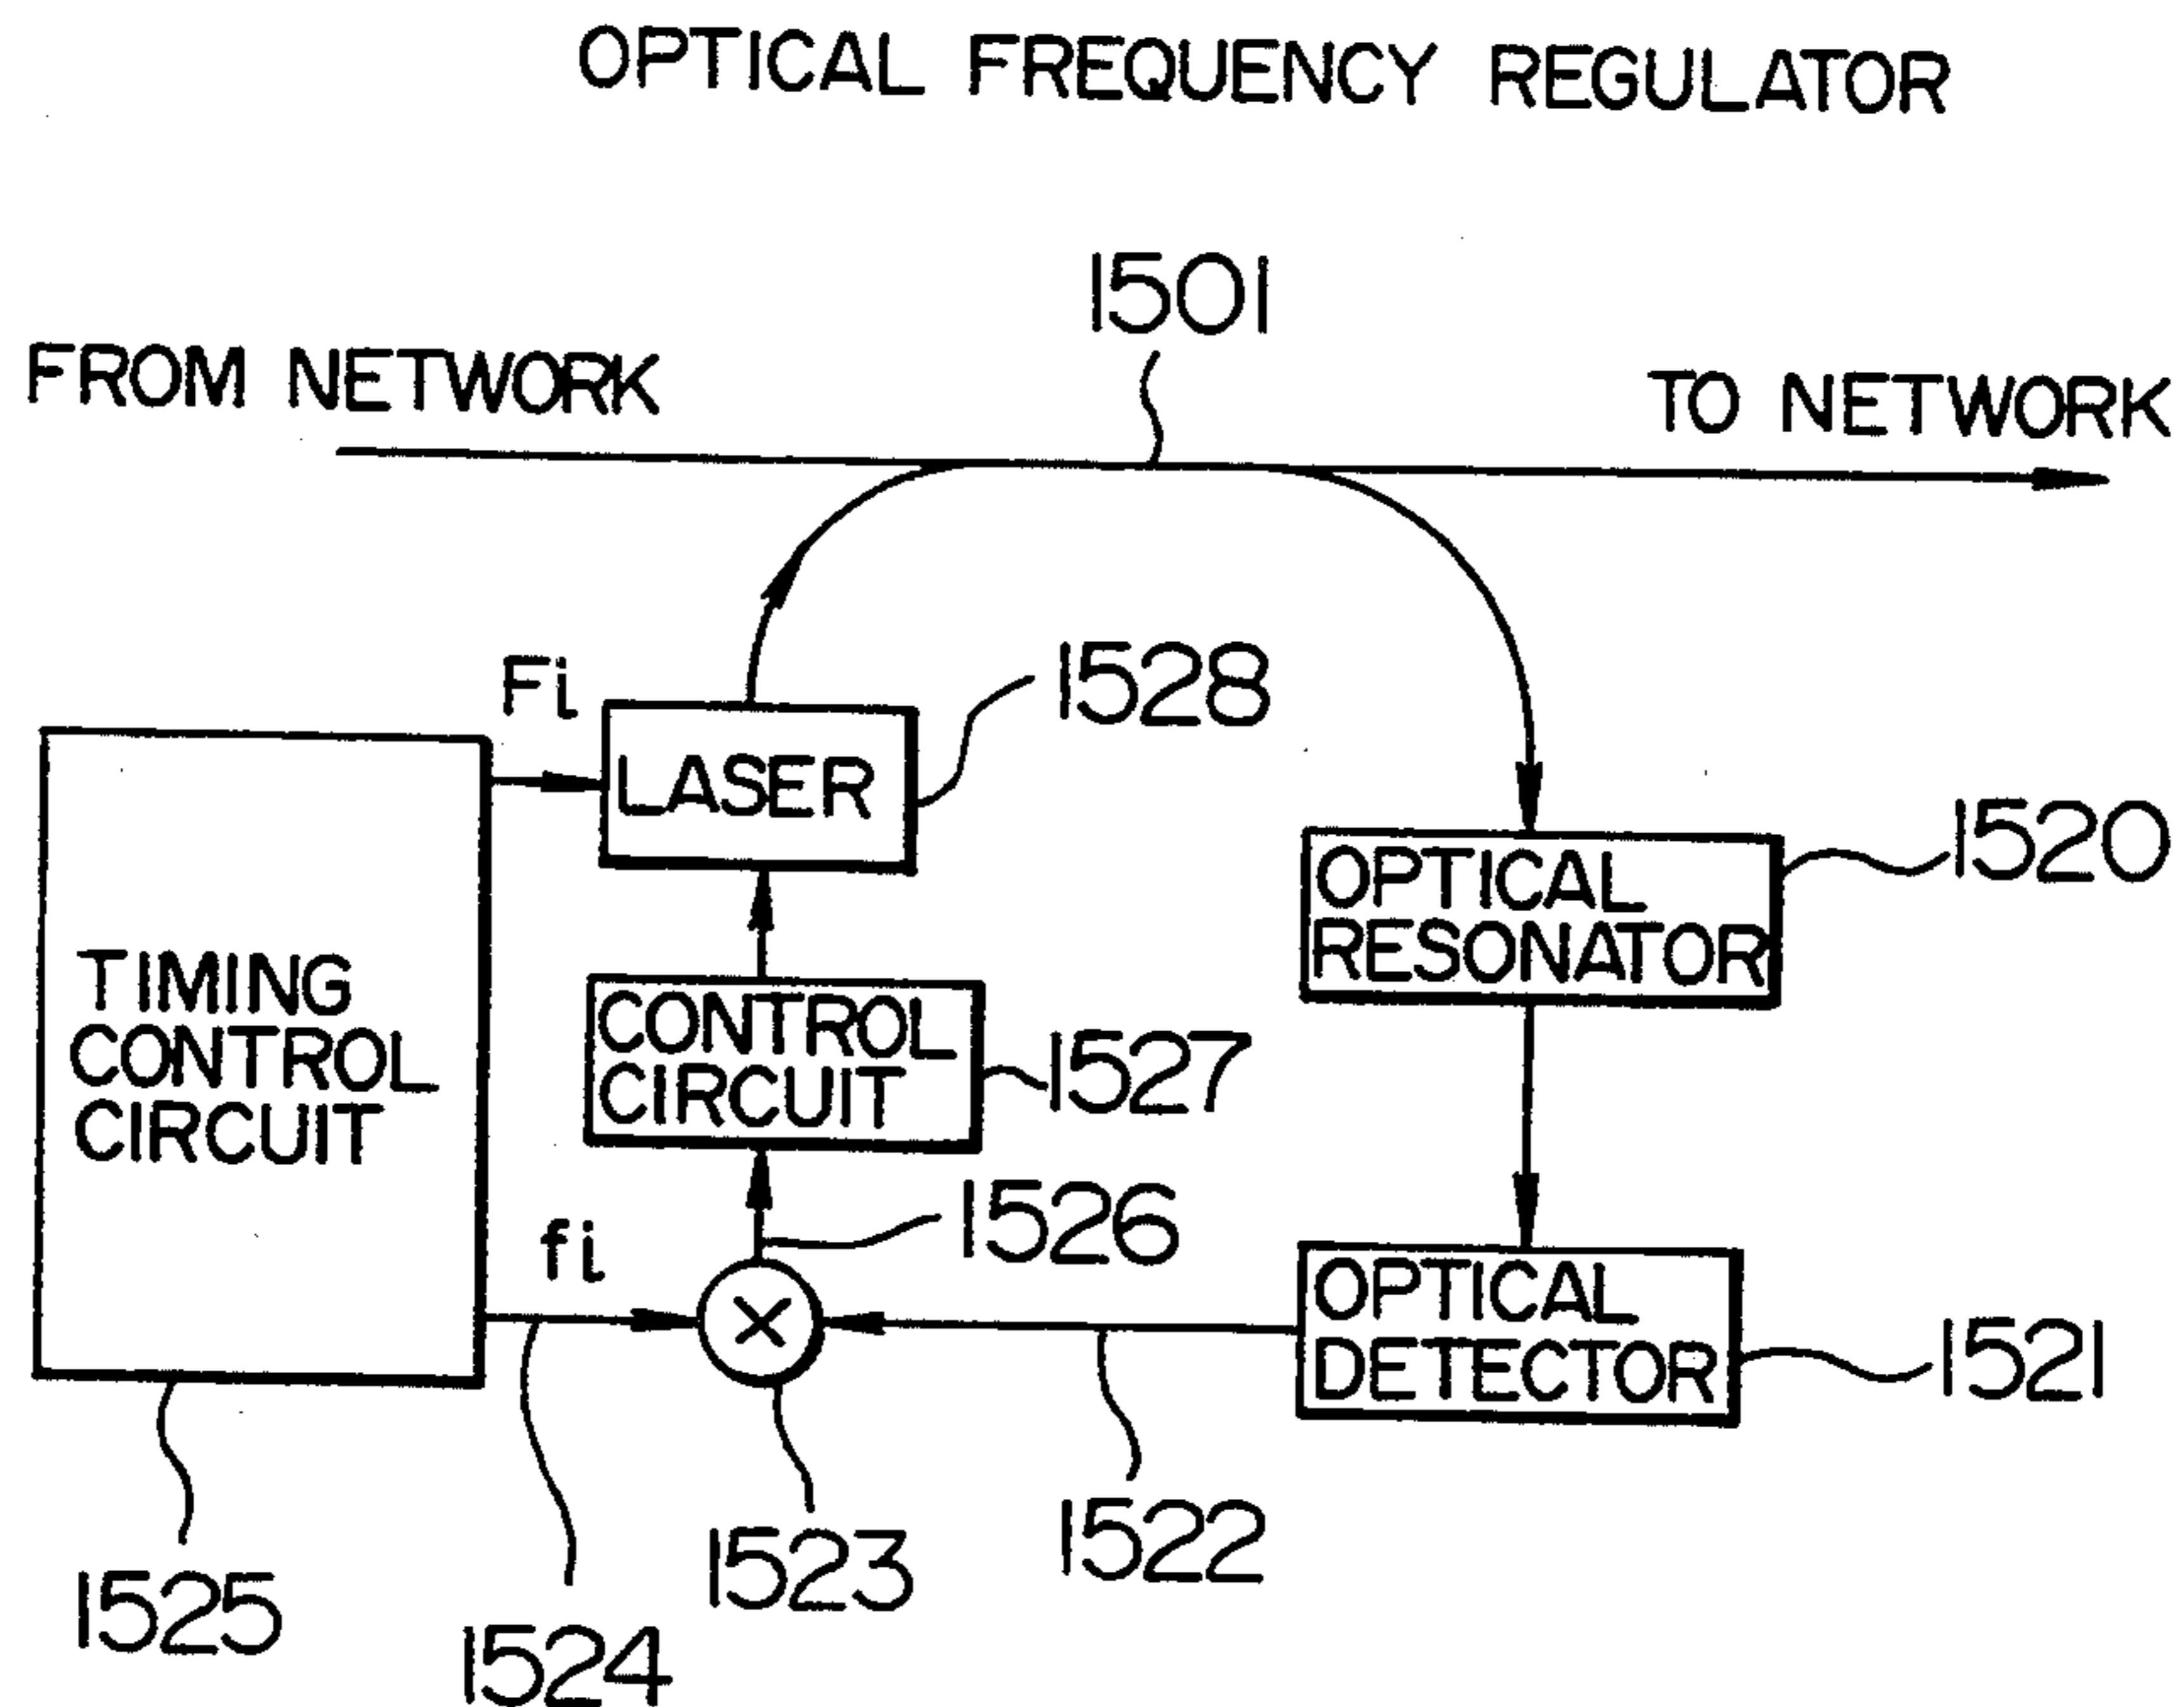 OPTICAL FREQUENCY REGULATOR
1501
FROM NETWORK
TO NETWORK
Fi
1528
LASER
1520
OPTICAL
RESONATOR
TIMING
CONTROL
CIRCUIT
CONTROL
CIRCUIT
1527
1526
fi
×
OPTICAL
DETECTOR
1521
1522
1523
1525
1524